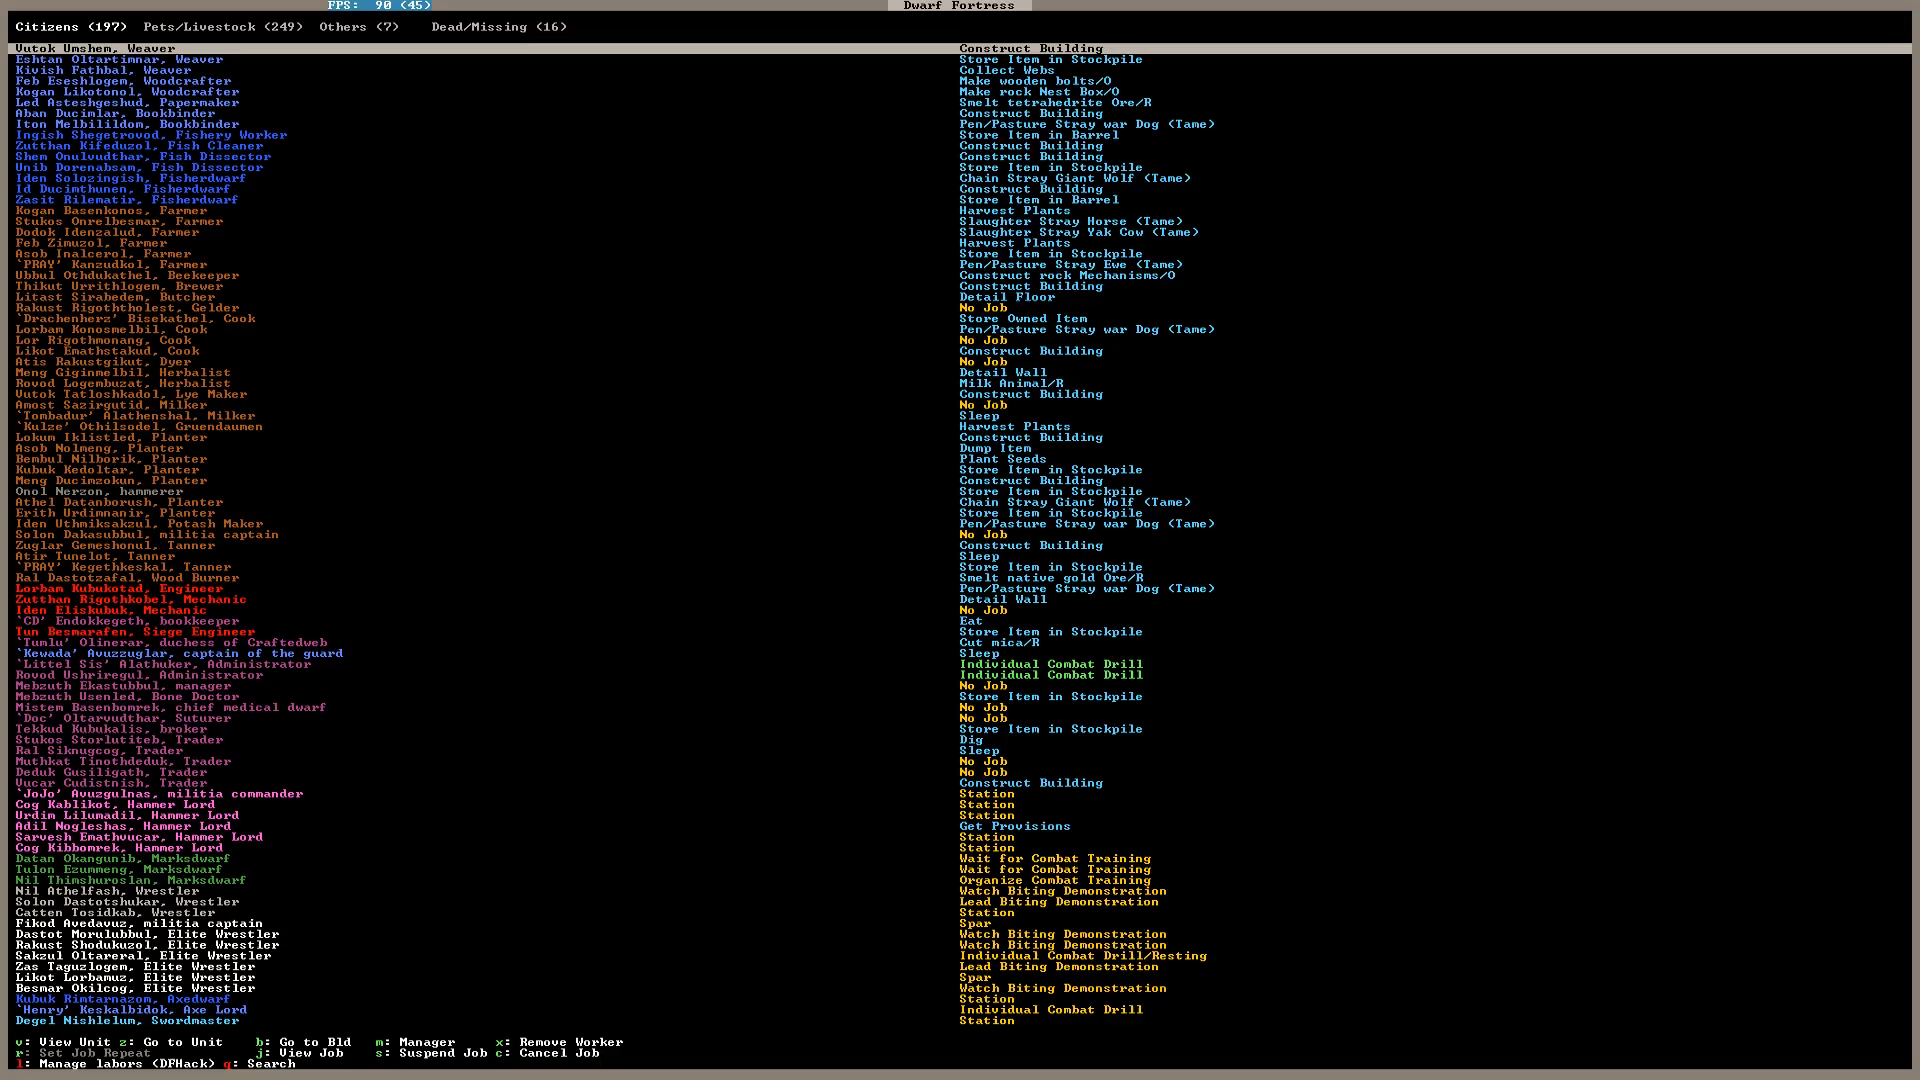 FPS: 90 (45) Dwarf Fortress
Citizens (197) Pets/Livestock (249) Others (7) Dead/Missing (16)
Vutok Umshem, Weaver Construct Building
Eshtan Oltartimnar, Weaver Store Item in Stockpile
Kivish Fathbal, Weaver Collect Webs
Feb Eseshlogem, Woodcrafter Make wooden bolts/O
Kogan Likotonol, Woodcrafter Make rock Nest Box/O
Led Asteshgeshud, Papermaker Smelt tetrahedrite Ore/R
Aban Ducimlar, Bookbinder Construct Building
Iton Melbilildom, Bookbinder Pen/Pasture Stray war Dog (Tame)
Ingish Shegetrovod, Fishery Worker Store Item in Barrel
Zutthan Kifeduzol, Fish Cleaner Construct Building
Shem Onulvudthar, Fish Dissector Construct Building
Unib Dorenabsam, Fish Dissector Store Item in Stockpile
Iden Solozingish, Fisherdwarf Chain Stray Giant Wolf (Tame)
Id Ducimthunen, Fisherdwarf Construct Building
Zasit Rilematir, Fisherdwarf Store Item in Barrel
Kogan Basenkonos, Farmer Harvest Plants
Stukos Onrelbesmar, Farmer Slaughter Stray Horse (Tame)
Dodok Idenzalud, Farmer Slaughter Stray Yak Cow (Tame)
Feb Zimuzol, Farmer Harvest Plants
Asob Inalcerol, Farmer Store Item in Stockpile
`PRAY' Kanzudkol, Farmer Pen/Pasture Stray Ewe (Tame)
Ubbul Othdukathel, Beekeeper Construct rock Mechanisms/O
Thikut Urrithlogem, Brewer Construct Building
Litast Sirabedem, Butcher Detail Floor
Rakust Rigoththolest, Gelder No Job
`Drachenherz' Bisekathel, Cook Store Owned Item
Lorbam Konosmelbil, Cook Pen/Pasture Stray war Dog (Tame)
Lor Rigothmonang, Cook No Job
Likot Emathstakud, Cook Construct Building
Atis Rakustgikut, Dyer No Job
Meng Giginmelbil, Herbalist Detail Wall
Rovod Logembuzat, Herbalist Milk Animal/R
Vutok Tatloshkadol, Lye Maker Construct Building
Amost Sazirgutid, Milker No Job
`Tombadur' Alathenshal, Milker Sleep
`Kulze' Othilsodel, Gruendaumen Harvest Plants
Lokum Iklistled, Planter Construct Building
Asob Nolmeng, Planter Dump Item
Bembul Nilborik, Planter Plant Seeds
Kubuk Kedoltar, Planter Store Item in Stockpile
Meng Ducimzokun, Planter Construct Building
Onol Nerzon, hammerer Store Item in Stockpile
Athel Datanborush, Planter Chain Stray Giant Wolf (Tame)
Erith Urdimnanir, Planter Store Item in Stockpile
Iden Uthmiksakzul, Potash Maker Pen/Pasture Stray war Dog (Tame)
Solon Dakasubbul, militia captain No Job
Zuglar Gemeshonul, Tanner Construct Building
Atir Tunelot, Tanner Sleep
`PRAY' Kegethkeskal, Tanner Store Item in Stockpile
Ral Dastotzafal, Wood Burner Smelt native gold Ore/R
Lorbam Kubukotad, Engineer Pen/Pasture Stray war Dog (Tame)
Zutthan Rigothkobel, Mechanic Detail Wall
Iden Eliskubuk, Mechanic No Job
`CD' Endokkegeth, bookkeeper Eat
Tun Besmarafen, Siege Engineer Store Item in Stockpile
`Tumlu' Olinerar, duchess of Craftedweb Cut mica/R
`Kewada' Avuzzuglar, captain of the guard Sleep
`Littel Sis' Alathuker, Administrator Individual Combat Drill
Rovod Ushriregul, Administrator Individual Combat Drill
Mebzuth Ekastubbul, manager No Job
Mebzuth Usenled, Bone Doctor Store Item in Stockpile
Mistem Basenbomrek, chief medical dwarf No Job
`Doc' Oltarvudthar, Suturer No Job
Tekkud Kubukalis, broker Store Item in Stockpile
Stukos Storlutiteb, Trader Dig
Ral Siknugcog, Trader Sleep
Muthkat Tinothdeduk, Trader No Job
Deduk Gusiligath, Trader No Job
Vucar Cudistnish, Trader Construct Building
`JoJo' Avuzgulnas, militia commander Station
Cog Kablikot, Hammer Lord Station
Urdim Lilumadil, Hammer Lord Station
Adil Nogleshas, Hammer Lord Get Provisions
Sarvesh Emathvucar, Hammer Lord Station
Cog Kibbomrek, Hammer Lord Station
Datan Okangunib, Marksdwarf Wait for Combat Training
Tulon Ezummeng, Marksdwarf Wait for Combat Training
Nil Thimshuroslan, Marksdwarf Organize Combat Training
Nil Athelfash, Wrestler Watch Biting Demonstration
Solon Dastotshukar, Wrestler Lead Biting Demonstration
Catten Tosidkab, Wrestler Station
Fikod Avedavuz, militia captain Spar
Dastot Morulubbul, Elite Wrestler Watch Biting Demonstration
Rakust Shodukuzol, Elite Wrestler Watch Biting Demonstration
Sakzul Oltareral, Elite Wrestler Individual Combat Drill/Resting
Zas Taguzlogem, Elite Wrestler Lead Biting Demonstration
Likot Lorbamuz, Elite Wrestler Spar
Besmar Okilcog, Elite Wrestler Watch Biting Demonstration
Kubuk Rimtarnazom, Axedwarf Station
`Henry' Keskalbidok, Axe Lord Individual Combat Drill
Degel Nishlelum, Swordmaster Station
v: View Unit z: Go to Unit b: Go to Bld m: Manager x: Remove Worker
r: Set Job Repeat j: View Job s: Suspend Job c: Cancel Job
l: Manage labors (DFHack) q: Search